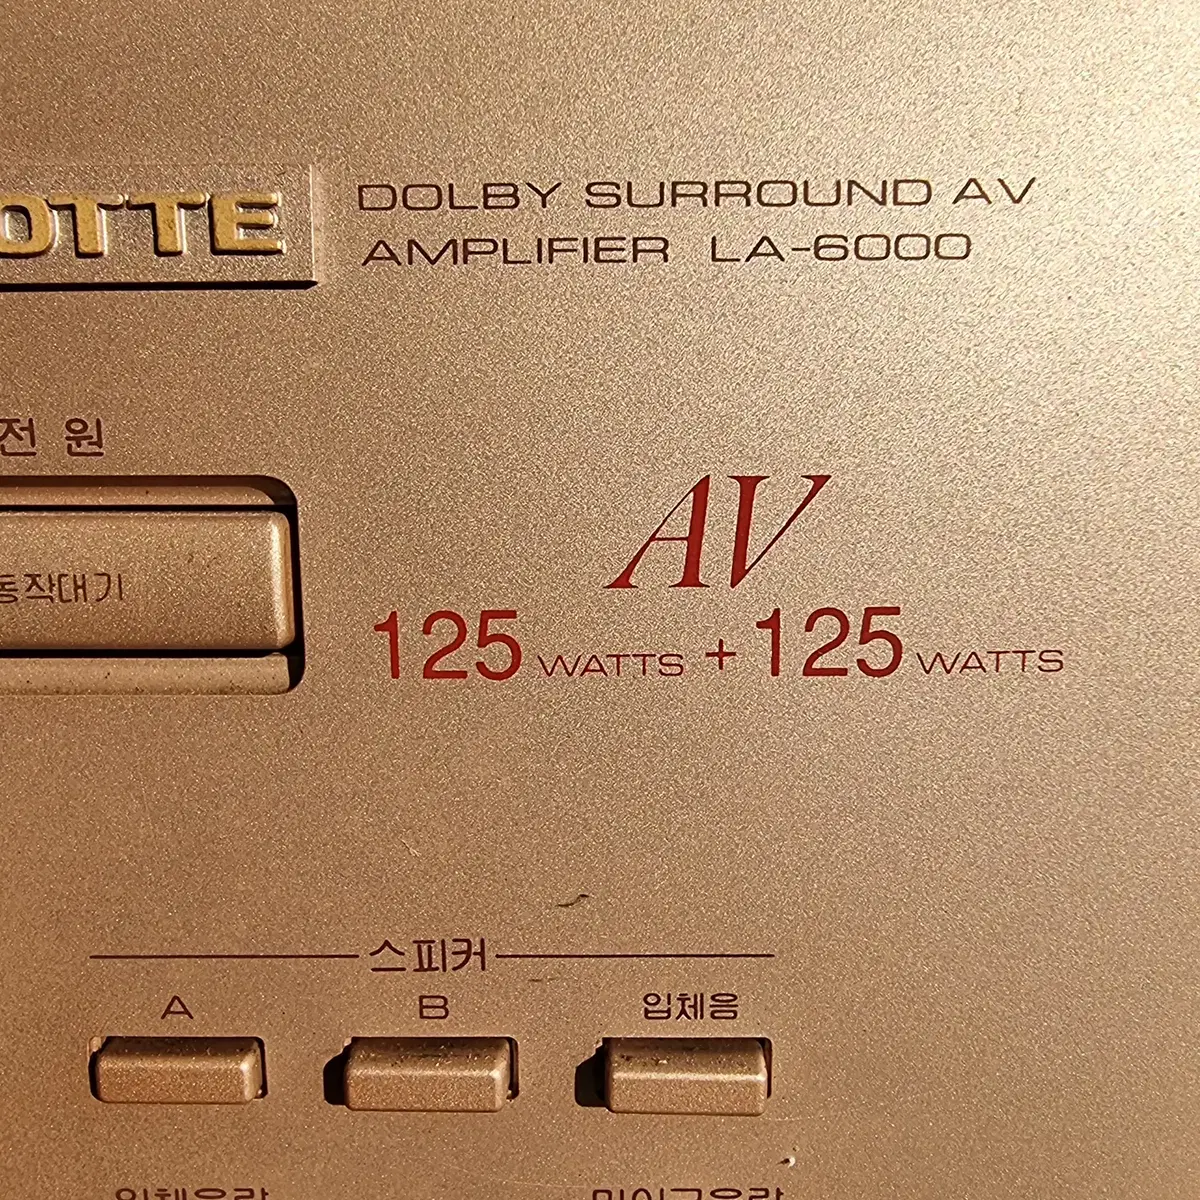 OTTE
DOLBY SURROUND AV
AMPLIFIER LA-6000
전 원
동작대기
AV
125 WATTS + 125 WATTS
스피커
A B 입체음